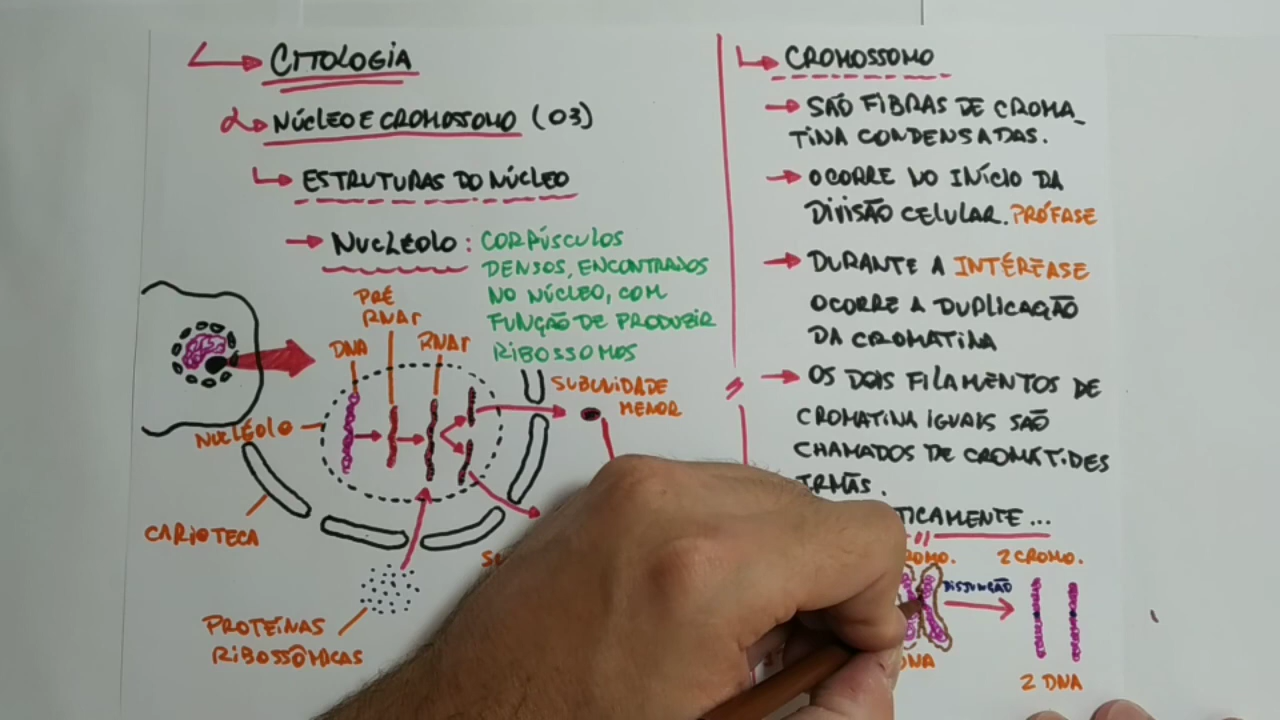 CITOLOGIA
NÚCLEO E CROMOSSOMO (03)
ESTRUTURAS DO NÚCLEO
NUCLÉOLO: CORPÚSCULOS
DENSOS, ENCONTRADOS
NO NÚCLEO, COM
FUNÇÃO DE PRODUZIR
RIBOSSOMOS
PRÉ
RNAr
DNA
RNAr
SUBUNIDADE
MENOR
NUCLÉOLO
CARIOTECA
PROTEÍNAS
RIBOSSÔMICAS
CROMOSSOMO
SÃO FIBRAS DE CROMA_
TINA CONDENSADAS.
OCORRE NO INÍCIO DA
DIVISÃO CELULAR. PRÓFASE
DURANTE A INTÉRFASE
OCORRE A DUPLICAÇÃO
DA CROMATINA
OS DOIS FILAMENTOS DE
CROMATINA IGUAIS SÃO
CHAMADOS DE CROMÁTIDES
IRMÃS.
TICAMENTE...
ROMO. 2 CROMO.
DISJUNÇÃO
DNA
2 DNA